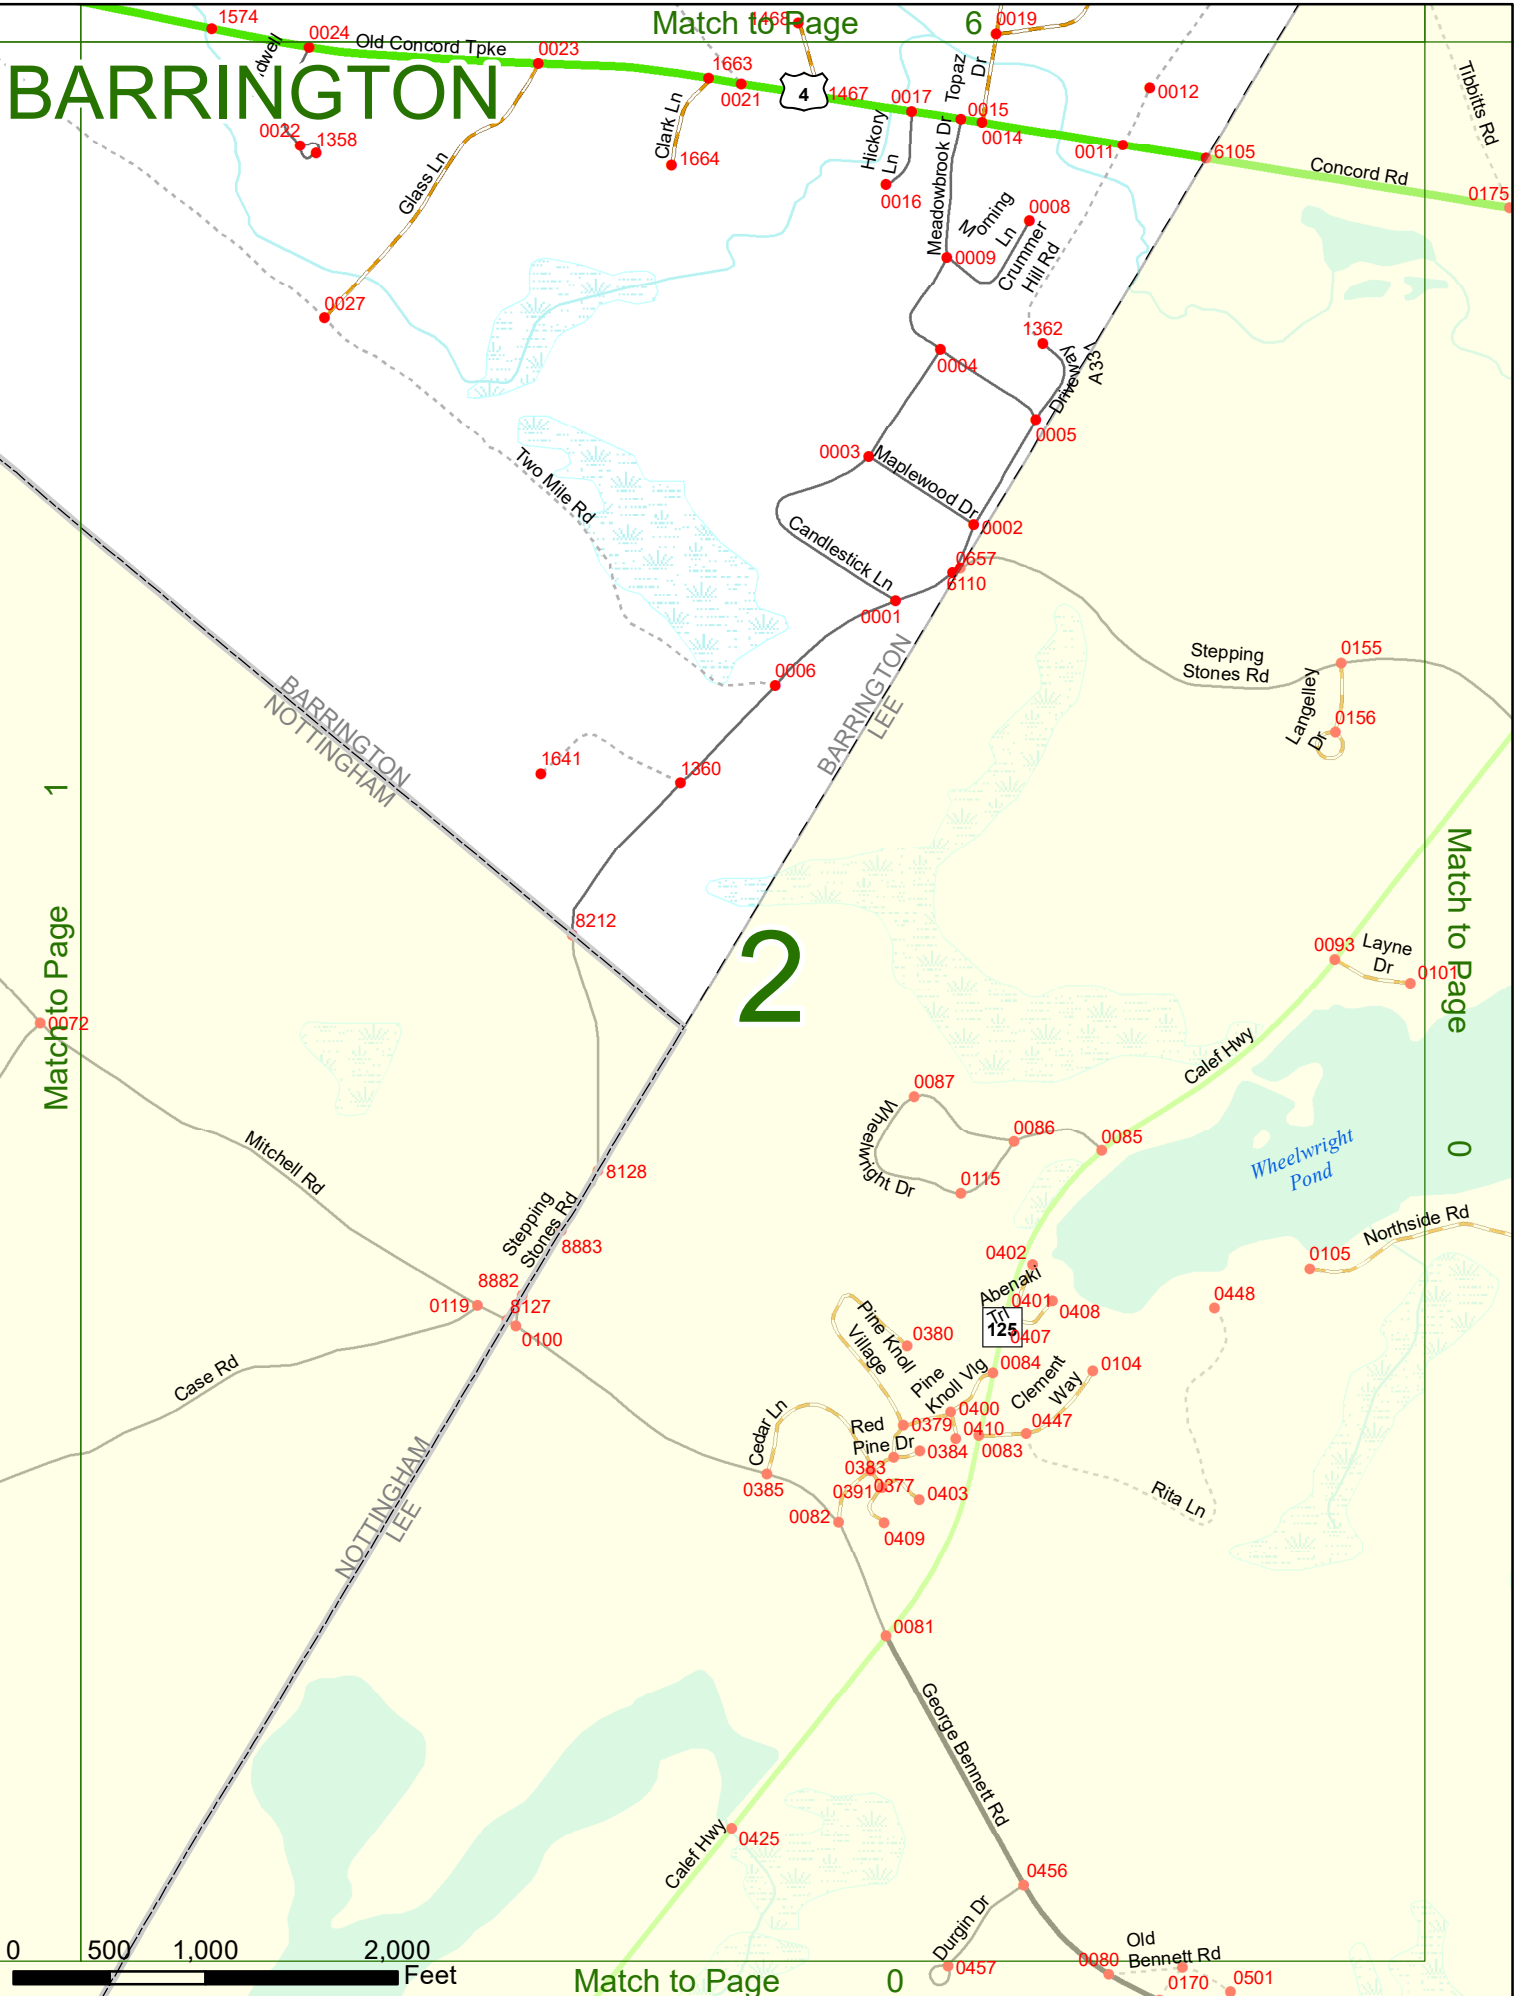 Match to Page 6
1574
0024
Old Concord Tpke
0023
1468
0019
BARRINGTON
dwell
1663
0021
4
1467
0017
Topaz
Dr
0015
0014
0012
Tibbitts Rd
0022
1358
Glass Ln
Clark Ln
1664
Hickory
Ln
0016
Meadowbrook Dr
0011
6105
Concord Rd
0175
Morning
Ln
0008
Crummer
Hill Rd
0009
0027
1362
0004
Driveway
A33
0005
0003
Maplewood Dr
0002
Two Mile Rd
Candlestick Ln
0657
6110
0001
0006
BARRINGTON
LEE
Stepping
Stones Rd
0155
Langelley
Dr
0156
BARRINGTON
NOTTINGHAM
1641
1360
1
Match to Page
8212
2
0093
Layne
Dr
0101
Match to Page
0
0072
Calef Hwy
0087
0086
0085
Wheelwright Dr
0115
Wheelwright
Pond
Mitchell Rd
8128
Stepping
Stones Rd
8883
8882
0119
8127
0100
Northside Rd
0105
0402
Abenaki
Trl
0401
0408
125
0407
0448
Pine Knoll
Village
0380
Pine
Knoll Vlg
0084
Clement
Way
0104
Case Rd
0400
0379
0410
0447
0083
Red
Pine Dr
0384
0383
Cedar Ln
0385
0391
0377
0403
0082
0409
Rita Ln
NOTTINGHAM
LEE
0081
George Bennett Rd
Calef Hwy
0425
0456
Durgin Dr
0457
0080
Old
Bennett Rd
0170
0501
0 500 1,000 2,000
Feet
Match to Page 0